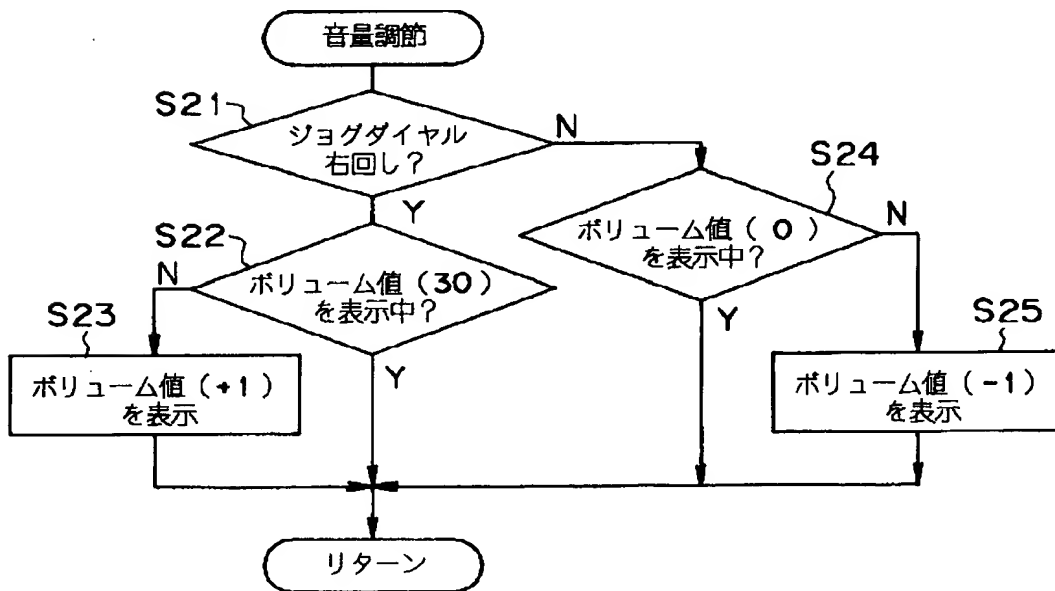 音量調節
S21
ジョグダイヤル
右回し?
N
Y
S24
ボリューム値(0)
を表示中?
N
Y
S22
ボリューム値(30)
を表示中?
N
Y
S23
ボリューム値(+1)
を表示
S25
ボリューム値(-1)
を表示
リターン